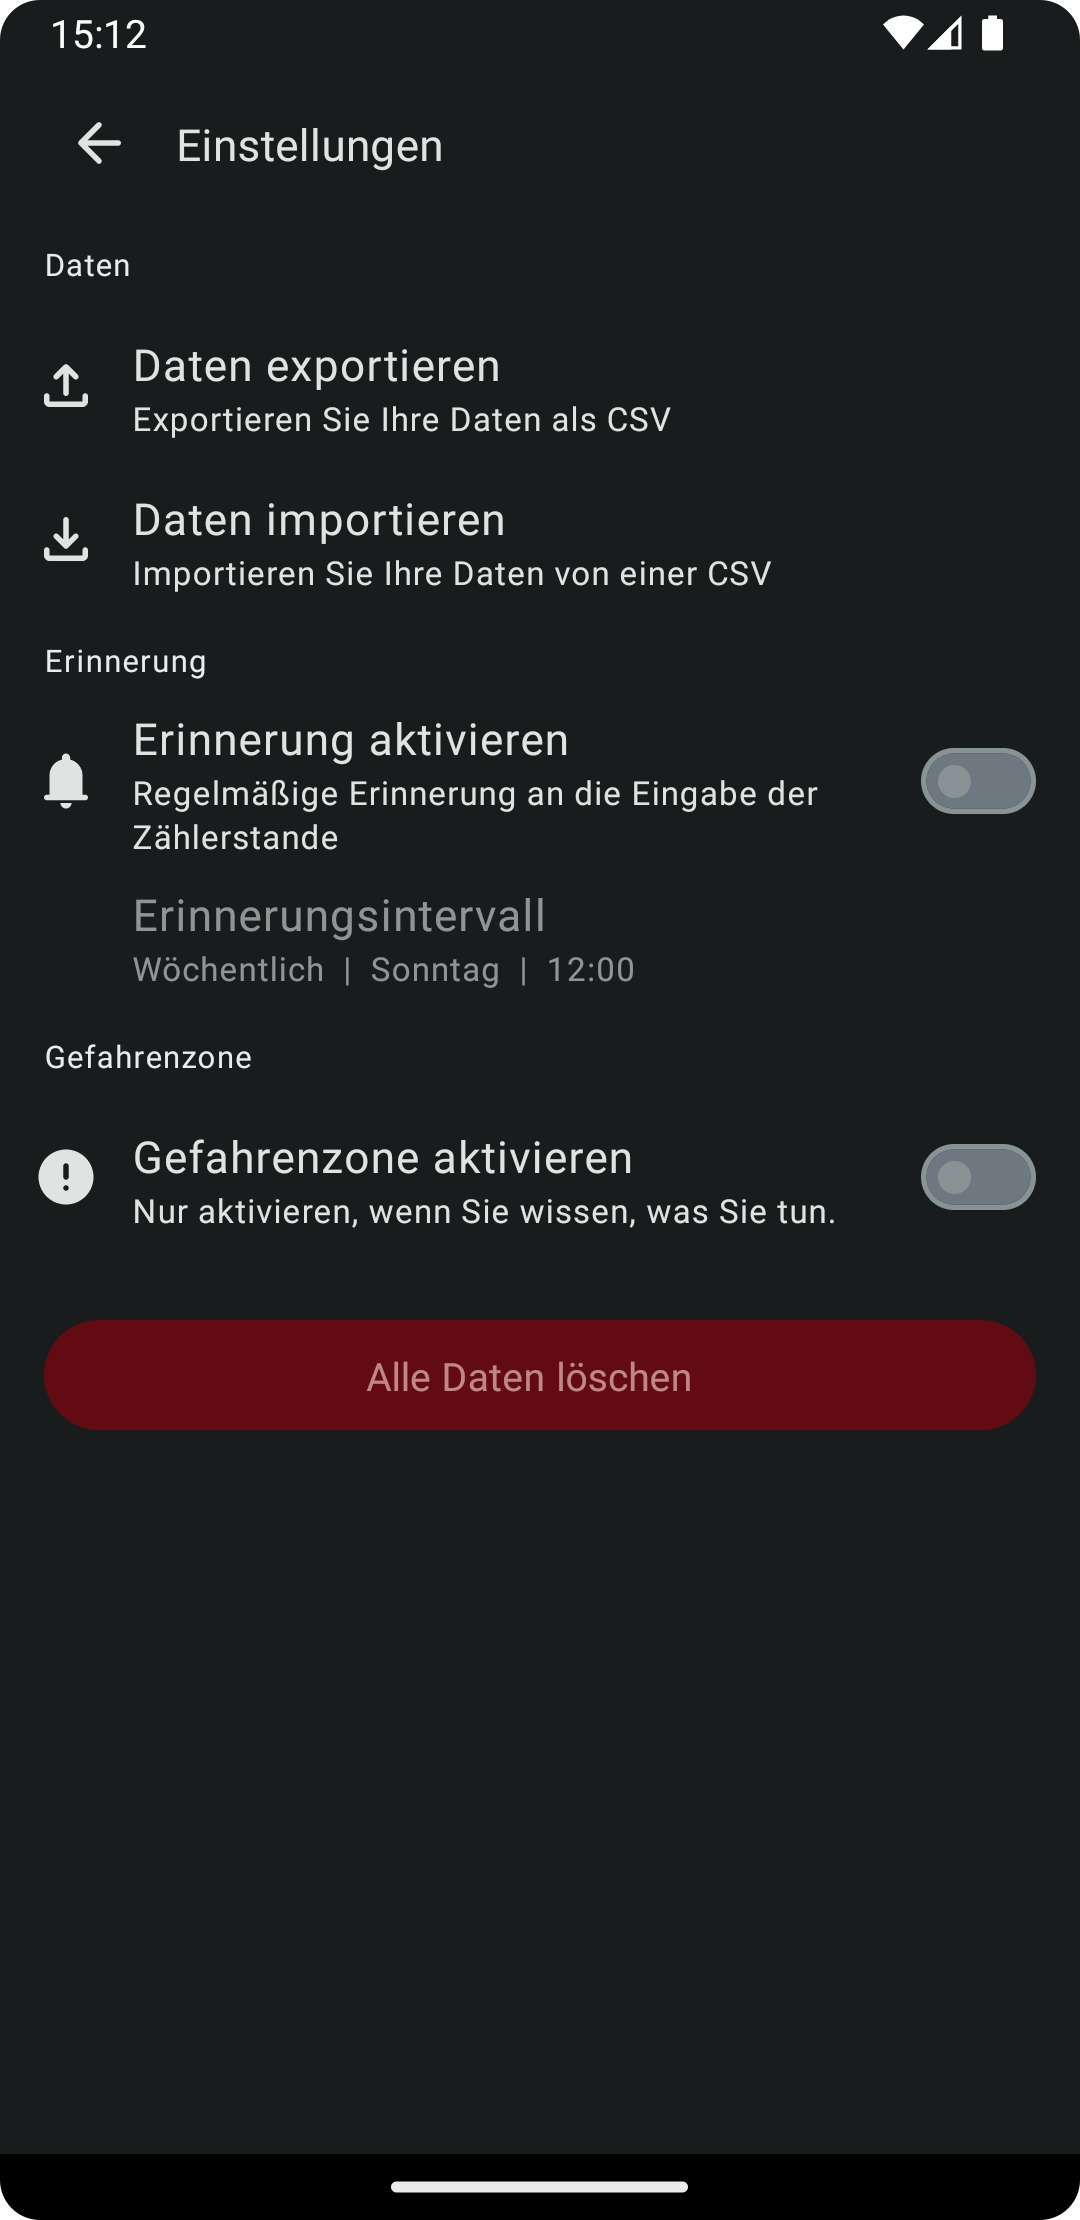 15:12
Einstellungen
Daten
Daten exportieren
Exportieren Sie Ihre Daten als CSV
Daten importieren
Importieren Sie Ihre Daten von einer CSV
Erinnerung
Erinnerung aktivieren
Regelmäßige Erinnerung an die Eingabe der
Zählerstande
Erinnerungsintervall
Wöchentlich | Sonntag | 12:00
Gefahrenzone
Gefahrenzone aktivieren
Nur aktivieren, wenn Sie wissen, was Sie tun.
Alle Daten löschen